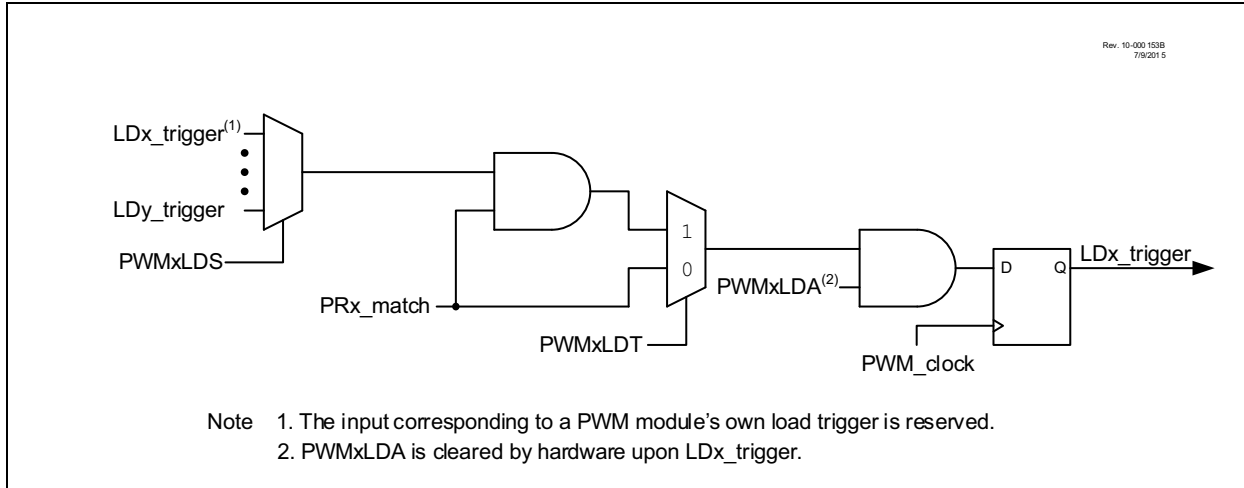 Rev. 10-000 153B
7/9/2015
LDx_trigger(1)
LDy_trigger
PWMxLDS
PRx_match
1
0
PWMxLDT
PWMxLDA(2)
D Q
LDx_trigger
PWM_clock
Note 1. The input corresponding to a PWM module's own load trigger is reserved.
2. PWMxLDA is cleared by hardware upon LDx_trigger.